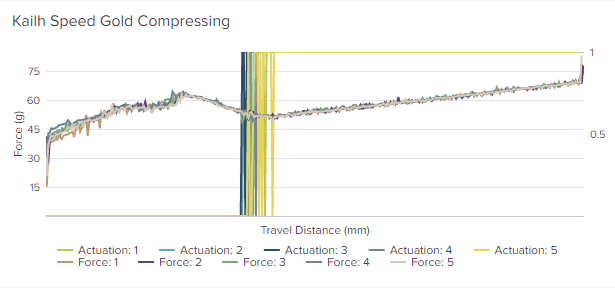 Kailh Speed Gold Compressing
75
60
45
30
15
Force (g)
1
0.5
Travel Distance (mm)
Actuation: 1 Actuation: 2 Actuation: 3 Actuation: 4 Actuation: 5
Force: 1 Force: 2 Force: 3 Force: 4 Force: 5